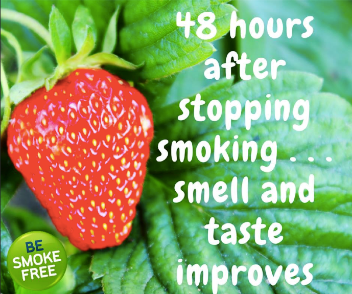 48 hours
after
stopping
smoking . . .
smell and
taste
improves
BE
SMOKE
FREE